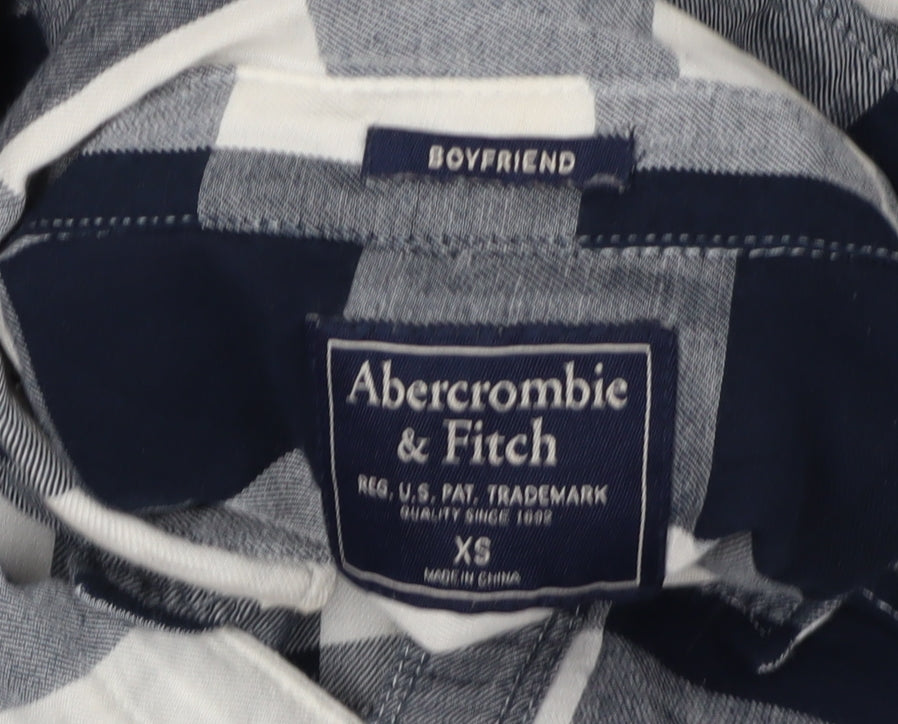 BOYFRIEND
Abercrombie
& Fitch
REG. U.S. PAT. TRADEMARK
QUALITY SINCE 1892
XS
MADE IN CHINA